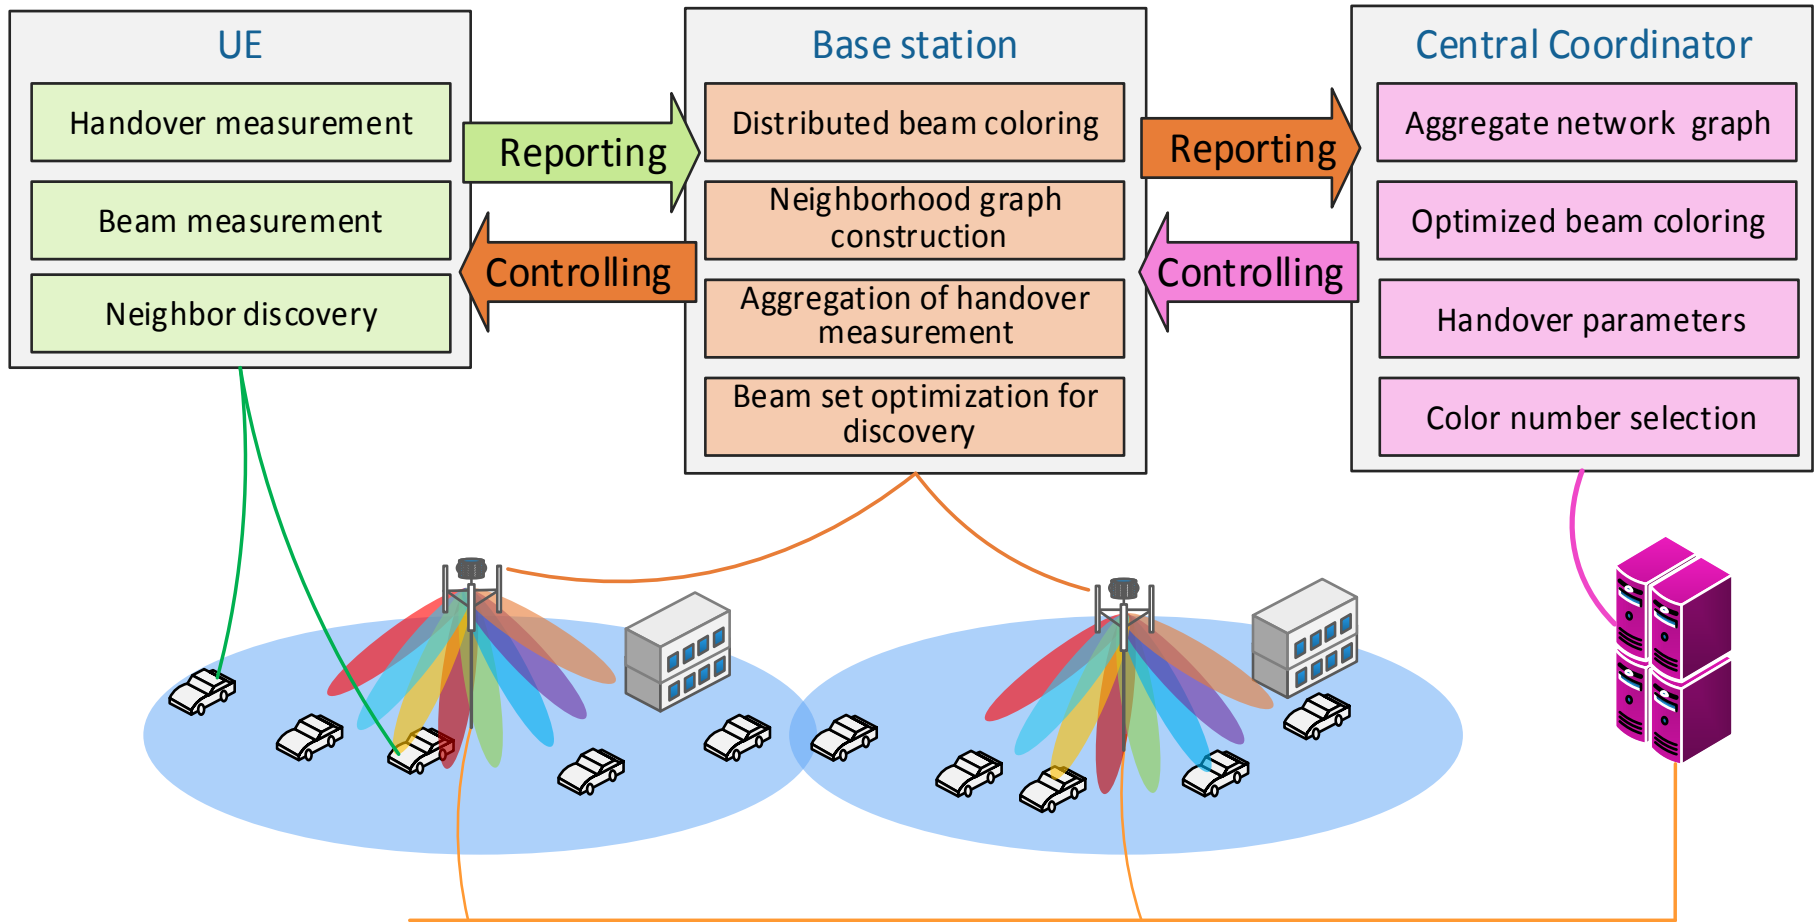 UE
Handover measurement
Beam measurement
Neighbor discovery
Reporting
Controlling
Base station
Distributed beam coloring
Neighborhood graph
construction
Aggregation of handover
measurement
Beam set optimization for
discovery
Reporting
Controlling
Central Coordinator
Aggregate network graph
Optimized beam coloring
Handover parameters
Color number selection